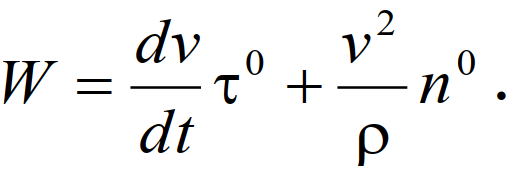 W = dv/dt τ⁰ + v²/ρ n⁰ .